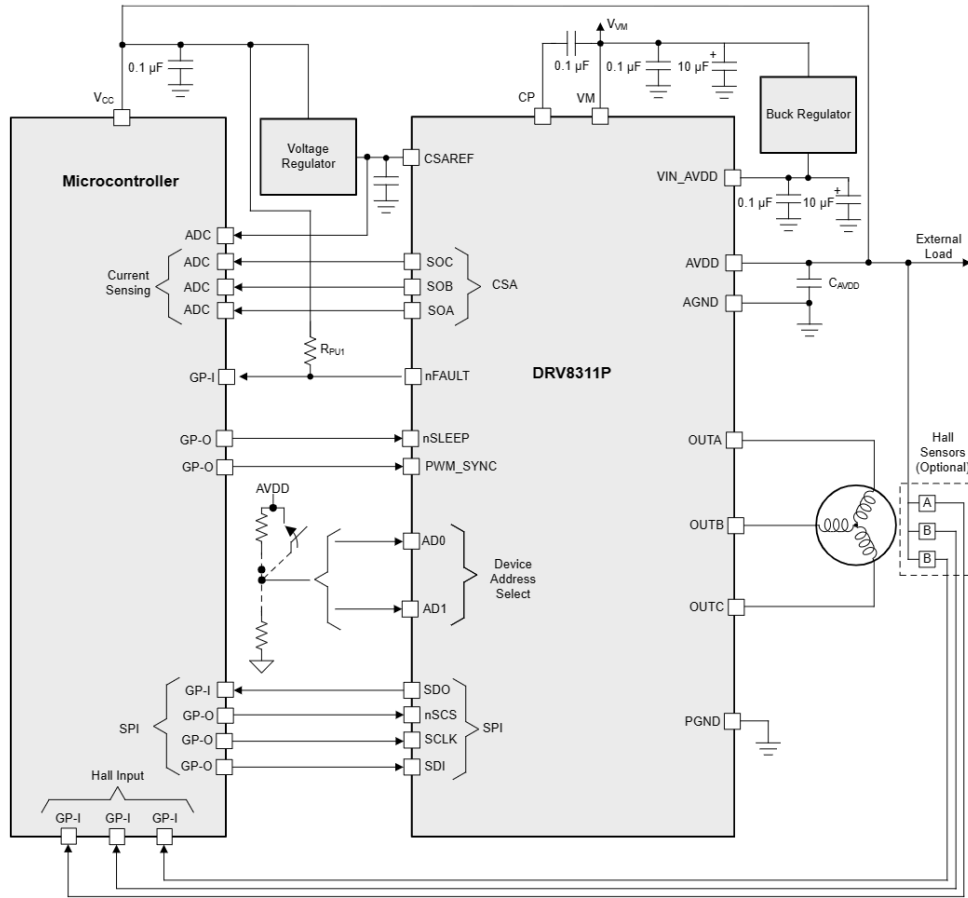 V_VM
0.1 µF
0.1 µF
0.1 µF
10 µF
+
V_CC
CP
VM
Buck Regulator
Microcontroller
Voltage
Regulator
CSAREF
VIN_AVDD
0.1 µF
10 µF
+
ADC
ADC
ADC
ADC
Current
Sensing
SOC
SOB
SOA
CSA
AVDD
AGND
C_AVDD
External
Load
R_PU1
GP-I
nFAULT
DRV8311P
GP-O
nSLEEP
GP-O
PWM_SYNC
OUTA
OUTB
OUTC
Hall
Sensors
(Optional)
A
B
B
AVDD
AD0
AD1
Device
Address
Select
SPI
GP-I
GP-O
GP-O
GP-O
SDO
nSCS
SCLK
SDI
SPI
PGND
Hall Input
GP-I
GP-I
GP-I